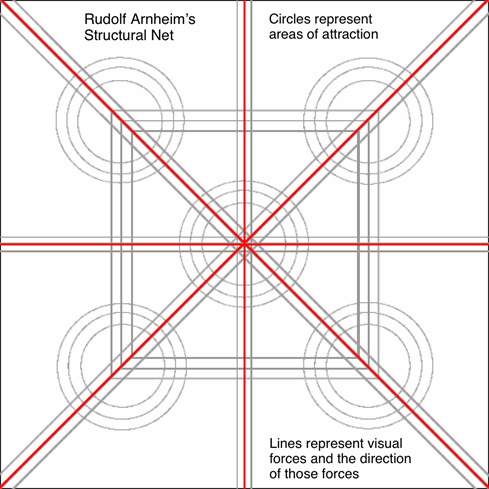 Rudolf Arnheim's
Structural Net
Circles represent
areas of attraction
Lines represent visual
forces and the direction
of those forces